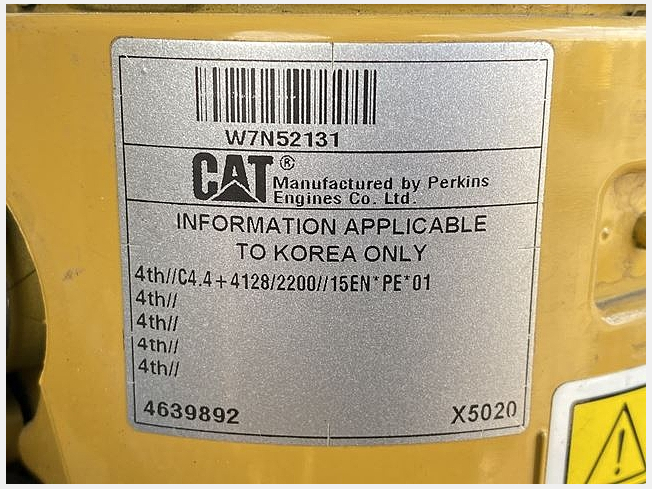 W7N52131
CAT® Manufactured by Perkins
Engines Co. Ltd.
INFORMATION APPLICABLE
TO KOREA ONLY
4th//C4.4+4128/2200//15EN*PE*01
4th//
4th//
4th//
4th//
4639892 X5020